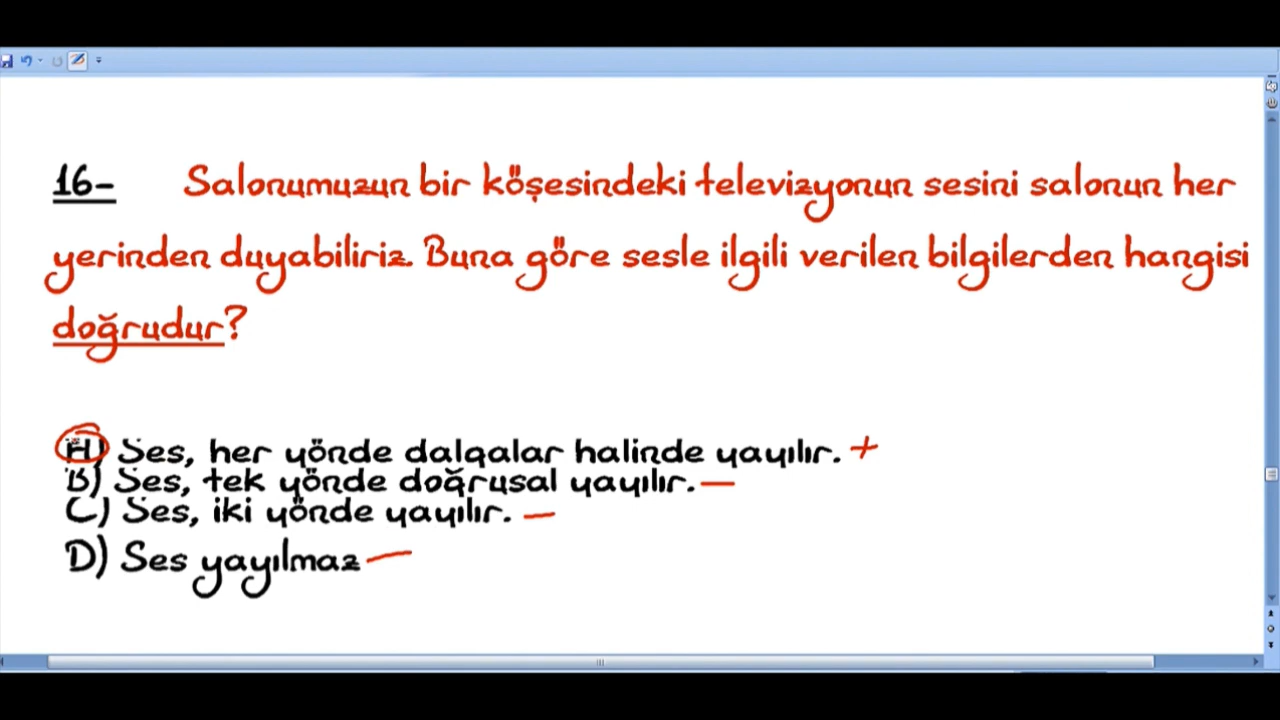 16- Salonumuzun bir köşesindeki televizyonun sesini salonun her
yerinden duyabiliriz. Buna göre sesle ilgili verilen bilgilerden hangisi
doğrudur?
A) Ses, her yönde dalgalar halinde yayılır. +
B) Ses, tek yönde doğrusal yayılır. —
C) Ses, iki yönde yayılır. —
D) Ses yayılmaz —